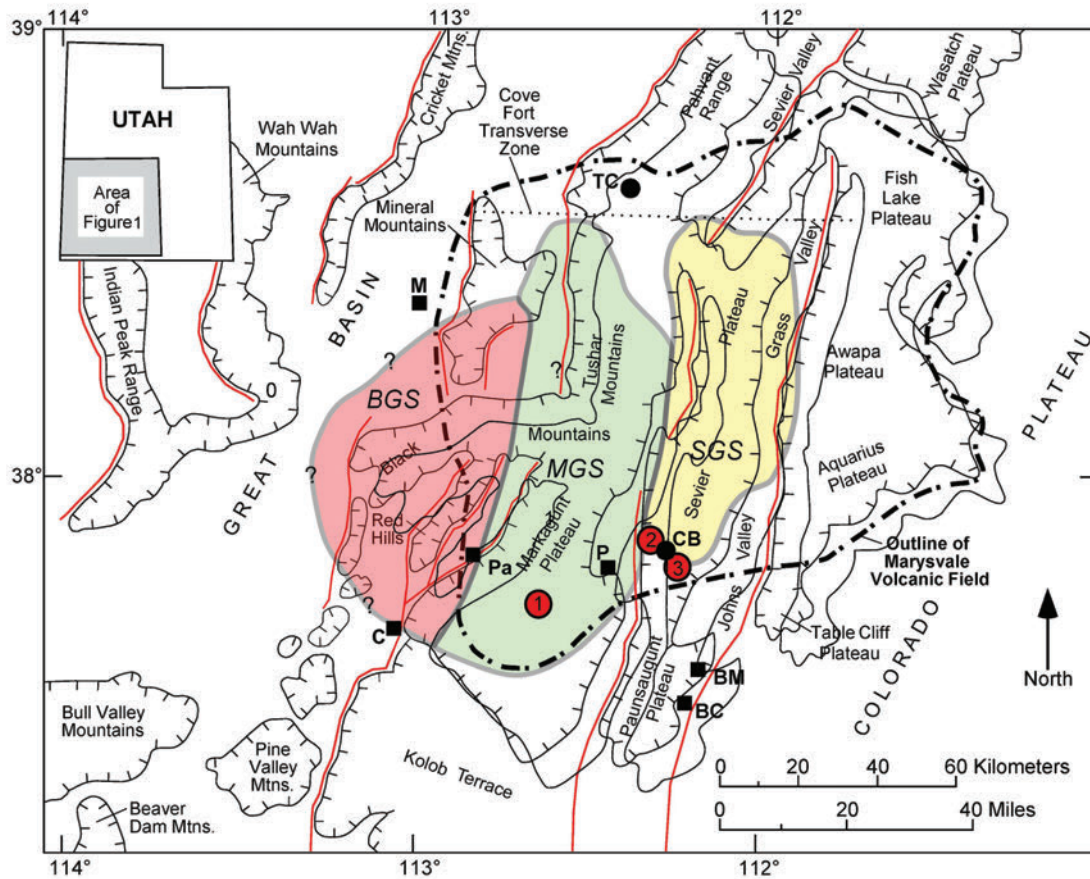 114°
113°
112°
39°
UTAH
Area
of
Figure1
Wah Wah
Mountains
Cricket Mtns.
Cove
Fort
Transverse
Zone
Pahvant
Range
Sevier Valley
Wasatch
Plateau
TC
Fish
Lake
Plateau
Mineral
Mountains
Indian Peak Range
M
GREAT BASIN
?
?
Tushar
Mountains
Plateau
Grass Valley
Awapa
Plateau
PLATEAU
0
BGS
Black
Mountains
MGS
SGS
Sevier
38°
?
Aquarius
Plateau
Red
Hills
Markagunt
Plateau
2
CB
3
Pa
P
Outline of
Marysvale
Volcanic Field
1
?
C
Johns Valley
Table Cliff
Plateau
COLORADO
North
BM
BC
Paunsaugunt
Plateau
Bull Valley
Mountains
Pine
Valley
Mtns.
Kolob Terrace
Beaver
Dam Mtns.
0 20 40 60 Kilometers
0 20 40 Miles
114°
113°
112°